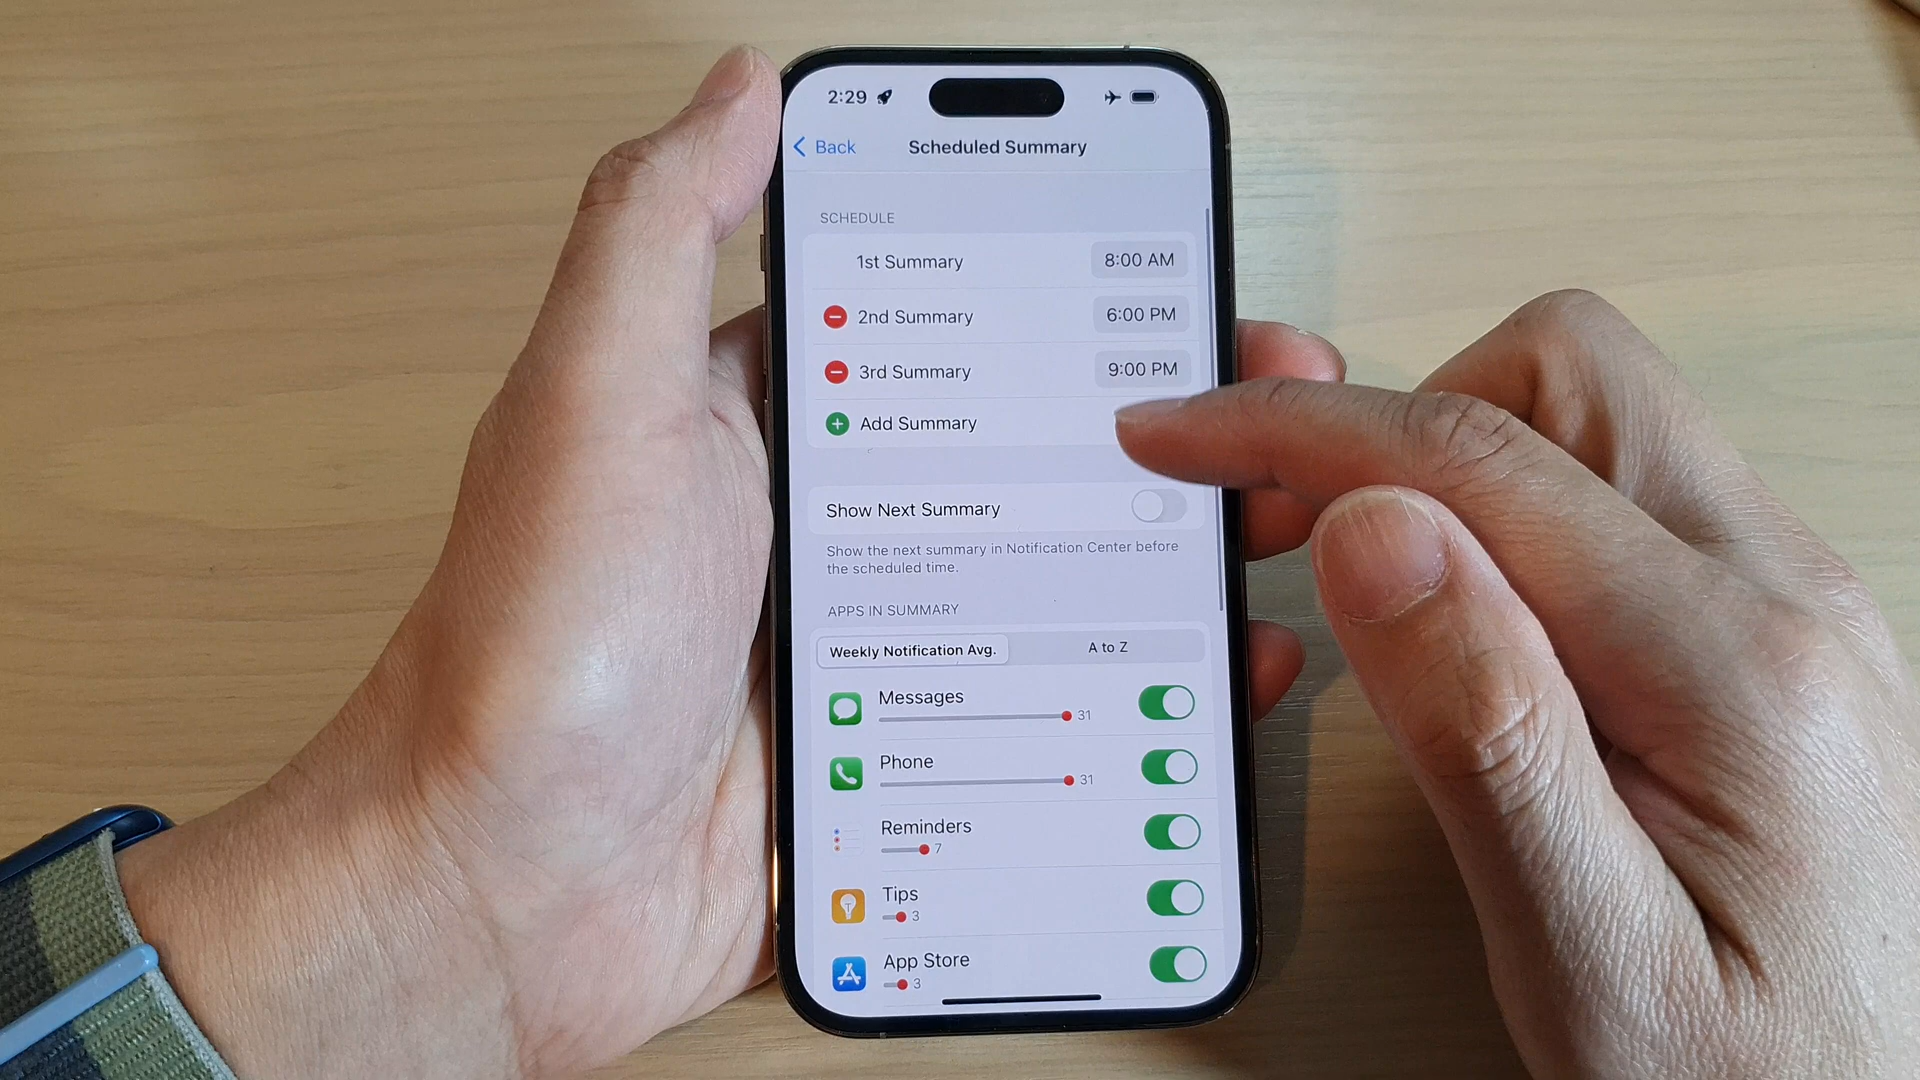 2:29
Back
Scheduled Summary
SCHEDULE
1st Summary
8:00 AM
2nd Summary
6:00 PM
3rd Summary
9:00 PM
Add Summary
Show Next Summary
Show the next summary in Notification Center before
the scheduled time.
APPS IN SUMMARY
Weekly Notification Avg.
A to Z
Messages
31
Phone
31
Reminders
7
Tips
3
App Store
3